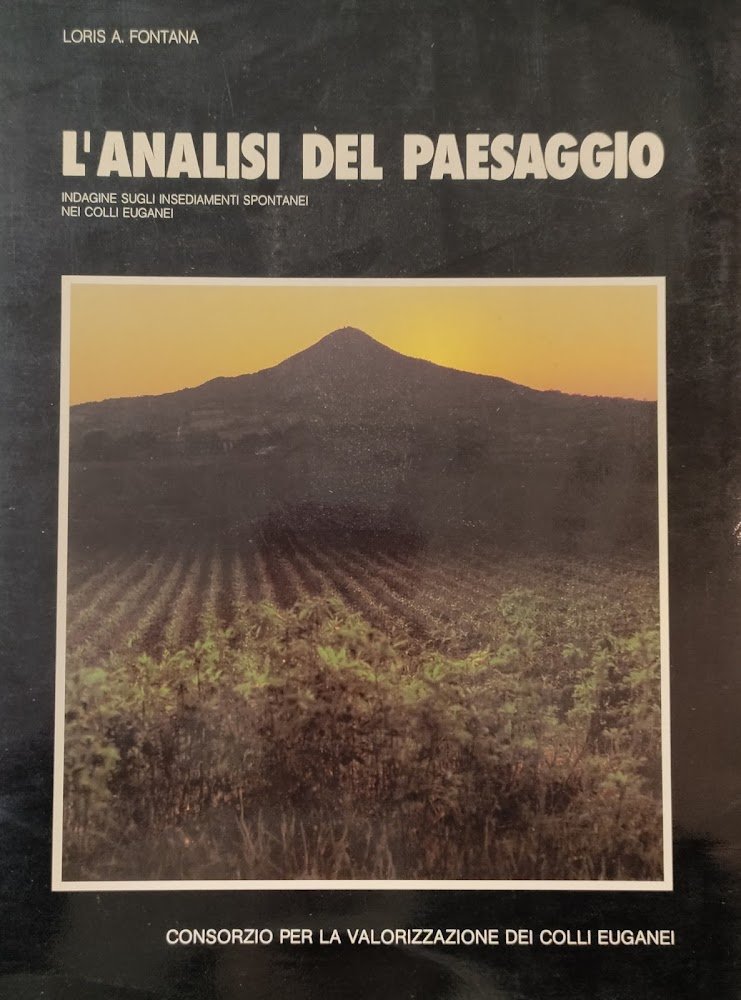 LORIS A. FONTANA
L'ANALISI DEL PAESAGGIO
INDAGINE SUGLI INSEDIAMENTI SPONTANEI
NEI COLLI EUGANEI
CONSORZIO PER LA VALORIZZAZIONE DEI COLLI EUGANEI